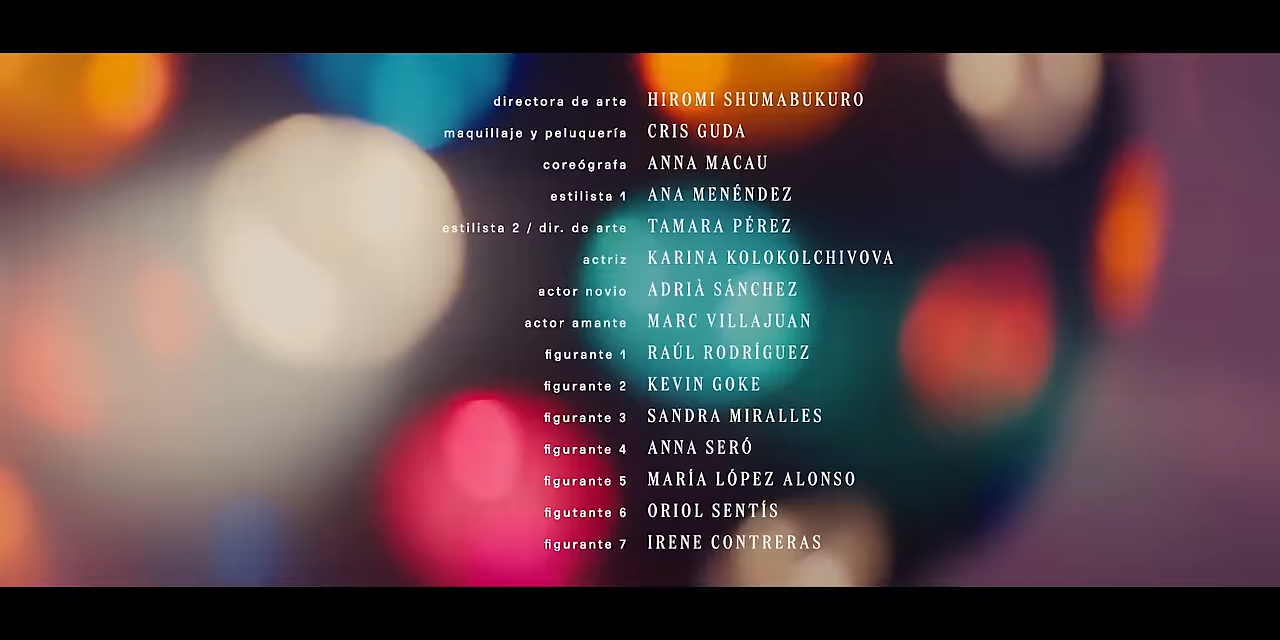 directora de arte HIROMI SHUMABUKURO
maquillaje y peluquería CRIS GUDA
coreógrafa ANNA MACAU
estilista 1 ANA MENÉNDEZ
estilista 2 / dir. de arte TAMARA PÉREZ
actriz KARINA KOLOKOLCHIVOVA
actor novio ADRIÀ SÁNCHEZ
actor amante MARC VILLAJUAN
figurante 1 RAÚL RODRÍGUEZ
figurante 2 KEVIN GOKE
figurante 3 SANDRA MIRALLES
figurante 4 ANNA SERÓ
figurante 5 MARÍA LÓPEZ ALONSO
figutante 6 ORIOL SENTÍS
figurante 7 IRENE CONTRERAS